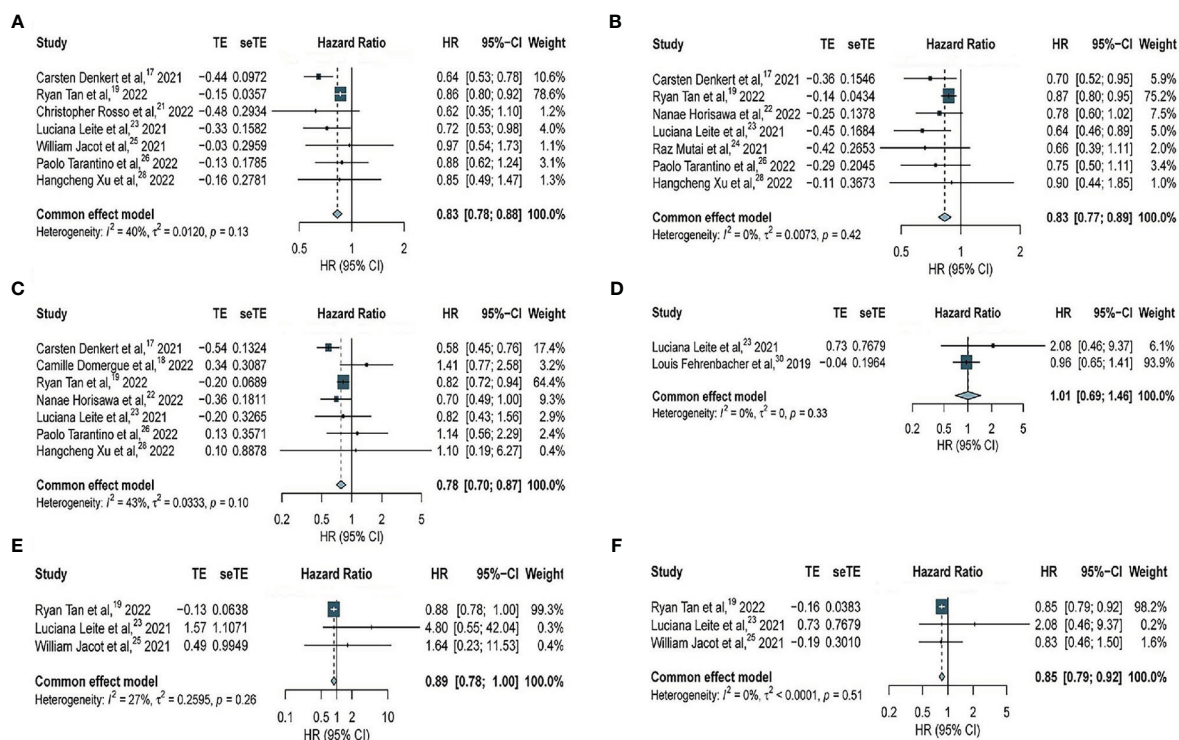 A
Study TE seTE Hazard Ratio HR 95%−CI Weight
Carsten Denkert et al,17 2021 −0.44 0.0972 0.64 [0.53; 0.78] 10.6%
Ryan Tan et al,19 2022 −0.15 0.0357 0.86 [0.80; 0.92] 78.6%
Christopher Rosso et al,21 2022 −0.48 0.2934 0.62 [0.35; 1.10] 1.2%
Luciana Leite et al,23 2021 −0.33 0.1582 0.72 [0.53; 0.98] 4.0%
William Jacot et al,25 2021 −0.03 0.2959 0.97 [0.54; 1.73] 1.1%
Paolo Tarantino et al,26 2022 −0.13 0.1785 0.88 [0.62; 1.24] 3.1%
Hangcheng Xu et al,28 2022 −0.16 0.2781 0.85 [0.49; 1.47] 1.3%
Common effect model 0.83 [0.78; 0.88] 100.0%
Heterogeneity: I2 = 40%, τ2 = 0.0120, p = 0.13
0.5 1 2
HR (95% CI)
B
Study TE seTE Hazard Ratio HR 95%−CI Weight
Carsten Denkert et al,17 2021 −0.36 0.1546 0.70 [0.52; 0.95] 5.9%
Ryan Tan et al,19 2022 −0.14 0.0434 0.87 [0.80; 0.95] 75.2%
Nanae Horisawa et al,22 2022 −0.25 0.1378 0.78 [0.60; 1.02] 7.5%
Luciana Leite et al,23 2021 −0.45 0.1684 0.64 [0.46; 0.89] 5.0%
Raz Mutai et al,24 2021 −0.42 0.2653 0.66 [0.39; 1.11] 2.0%
Paolo Tarantino et al,26 2022 −0.29 0.2045 0.75 [0.50; 1.11] 3.4%
Hangcheng Xu et al,28 2022 −0.11 0.3673 0.90 [0.44; 1.85] 1.0%
Common effect model 0.83 [0.77; 0.89] 100.0%
Heterogeneity: I2 = 0%, τ2 = 0.0073, p = 0.42
0.5 1 2
HR (95% CI)
C
Study TE seTE Hazard Ratio HR 95%−CI Weight
Carsten Denkert et al,17 2021 −0.54 0.1324 0.58 [0.45; 0.76] 17.4%
Camille Domergue et al,18 2022 0.34 0.3087 1.41 [0.77; 2.58] 3.2%
Ryan Tan et al,19 2022 −0.20 0.0689 0.82 [0.72; 0.94] 64.4%
Nanae Horisawa et al,22 2022 −0.36 0.1811 0.70 [0.49; 1.00] 9.3%
Luciana Leite et al,23 2021 −0.20 0.3265 0.82 [0.43; 1.56] 2.9%
Paolo Tarantino et al,26 2022 0.13 0.3571 1.14 [0.56; 2.29] 2.4%
Hangcheng Xu et al,28 2022 0.10 0.8878 1.10 [0.19; 6.27] 0.4%
Common effect model 0.78 [0.70; 0.87] 100.0%
Heterogeneity: I2 = 43%, τ2 = 0.0333, p = 0.10
0.2 0.5 1 2 5
HR (95% CI)
D
Study TE seTE Hazard Ratio HR 95%−CI Weight
Luciana Leite et al,23 2021 0.73 0.7679 2.08 [0.46; 9.37] 6.1%
Louis Fehrenbacher et al,30 2019 −0.04 0.1964 0.96 [0.65; 1.41] 93.9%
Common effect model 1.01 [0.69; 1.46] 100.0%
Heterogeneity: I2 = 0%, τ2 = 0, p = 0.33
0.2 0.5 1 2 5
HR (95% CI)
E
Study TE seTE Hazard Ratio HR 95%−CI Weight
Ryan Tan et al,19 2022 −0.13 0.0638 0.88 [0.78; 1.00] 99.3%
Luciana Leite et al,23 2021 1.57 1.1071 4.80 [0.55; 42.04] 0.3%
William Jacot et al,25 2021 0.49 0.9949 1.64 [0.23; 11.53] 0.4%
Common effect model 0.89 [0.78; 1.00] 100.0%
Heterogeneity: I2 = 27%, τ2 = 0.2595, p = 0.26
0.1 0.5 1 2 10
HR (95% CI)
F
Study TE seTE Hazard Ratio HR 95%−CI Weight
Ryan Tan et al,19 2022 −0.16 0.0383 0.85 [0.79; 0.92] 98.2%
Luciana Leite et al,23 2021 0.73 0.7679 2.08 [0.46; 9.37] 0.2%
William Jacot et al,25 2021 −0.19 0.3010 0.83 [0.46; 1.50] 1.6%
Common effect model 0.85 [0.79; 0.92] 100.0%
Heterogeneity: I2 = 0%, τ2 < 0.0001, p = 0.51
0.2 0.5 1 2 5
HR (95% CI)